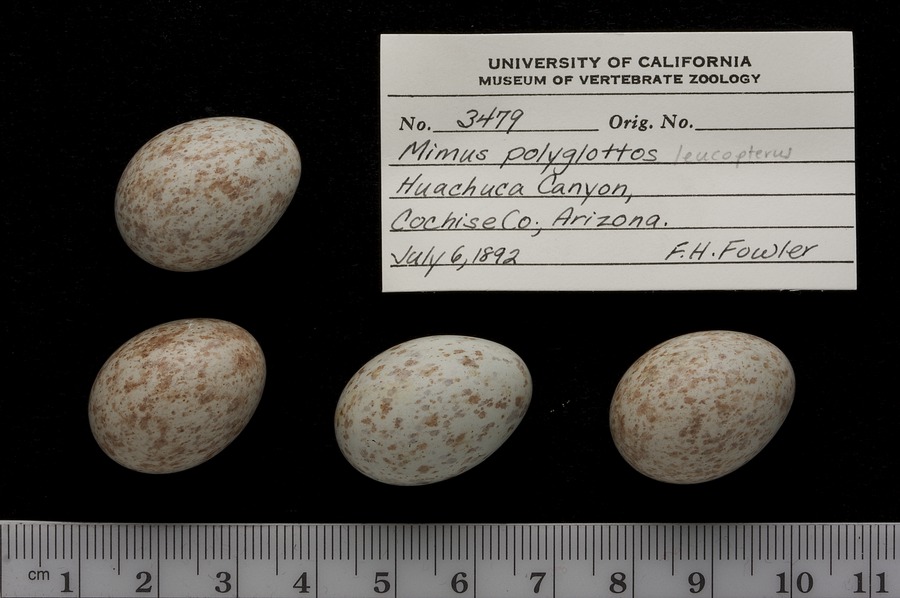 UNIVERSITY OF CALIFORNIA
MUSEUM OF VERTEBRATE ZOOLOGY
No. 3479 Orig. No.
Mimus polyglottos leucopterus
Huachuca Canyon,
Cochise Co., Arizona.
July 6, 1892 F.H. Fowler
cm 1 2 3 4 5 6 7 8 9 10 11